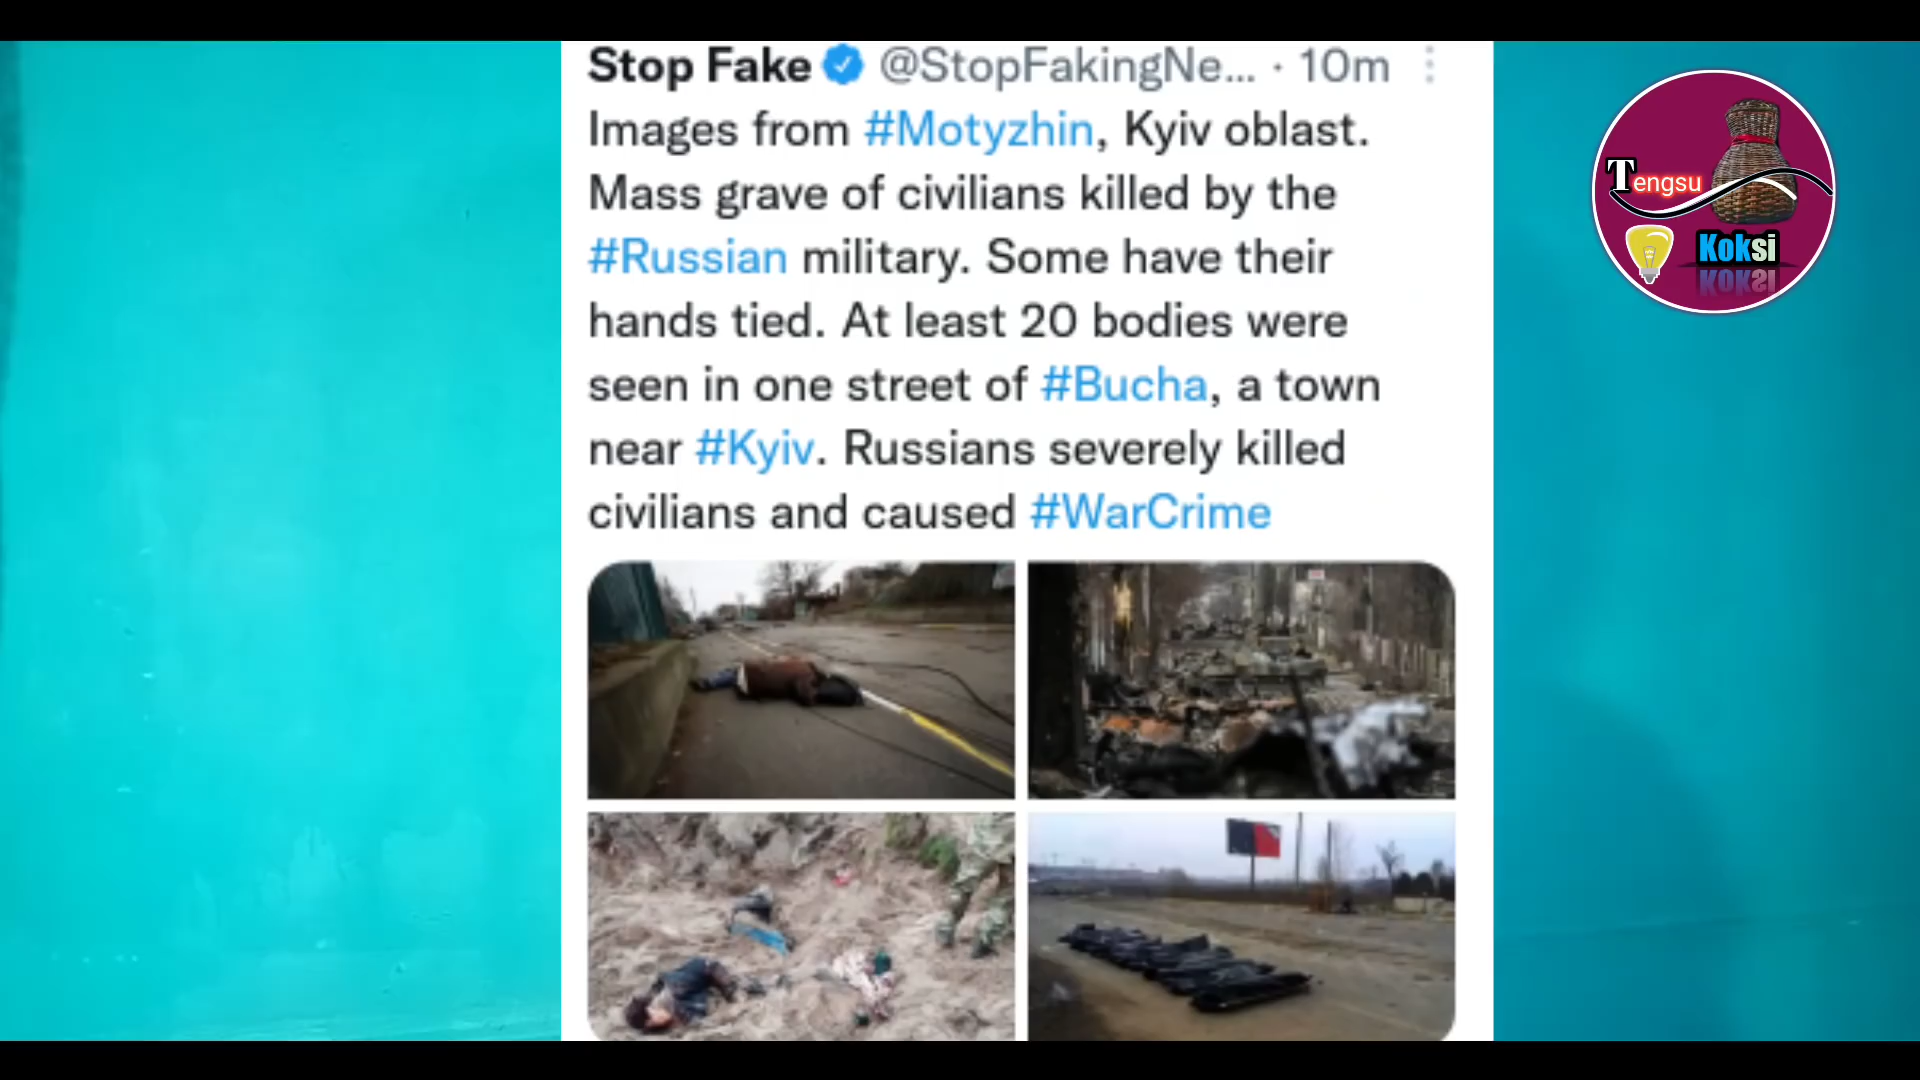 Stop Fake @StopFakingNe... · 10m
Images from #Motyzhin, Kyiv oblast.
Mass grave of civilians killed by the
#Russian military. Some have their
hands tied. At least 20 bodies were
seen in one street of #Bucha, a town
near #Kyiv. Russians severely killed
civilians and caused #WarCrime
Tengsu
Koksi